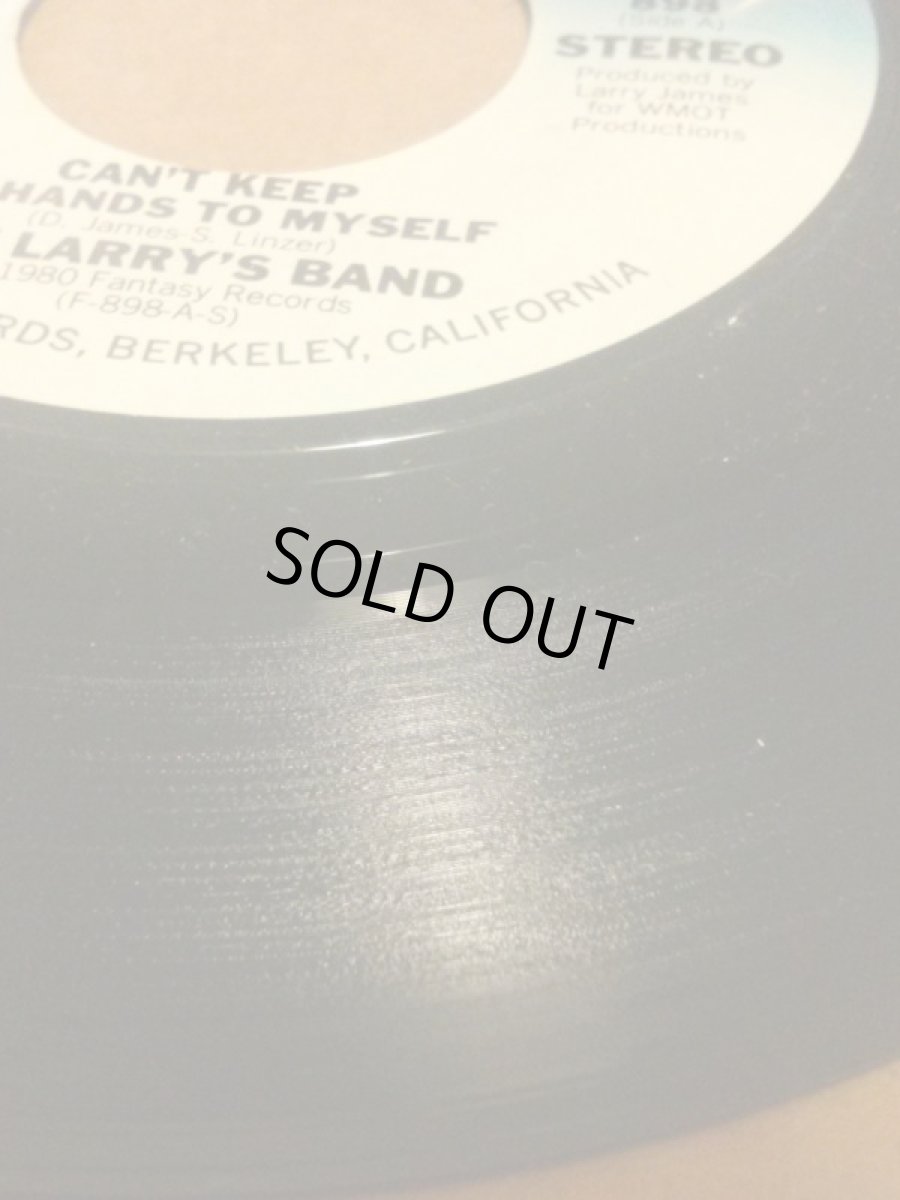 898
(Side A)
STEREO
Produced by
Larry James
for WMOT
Productions
CAN'T KEEP
HANDS TO MYSELF
(D. James-S. Linzer)
LARRY'S BAND
1980 Fantasy Records
(F-898-A-S)
RDS, BERKELEY, CALIFORNIA
SOLD OUT